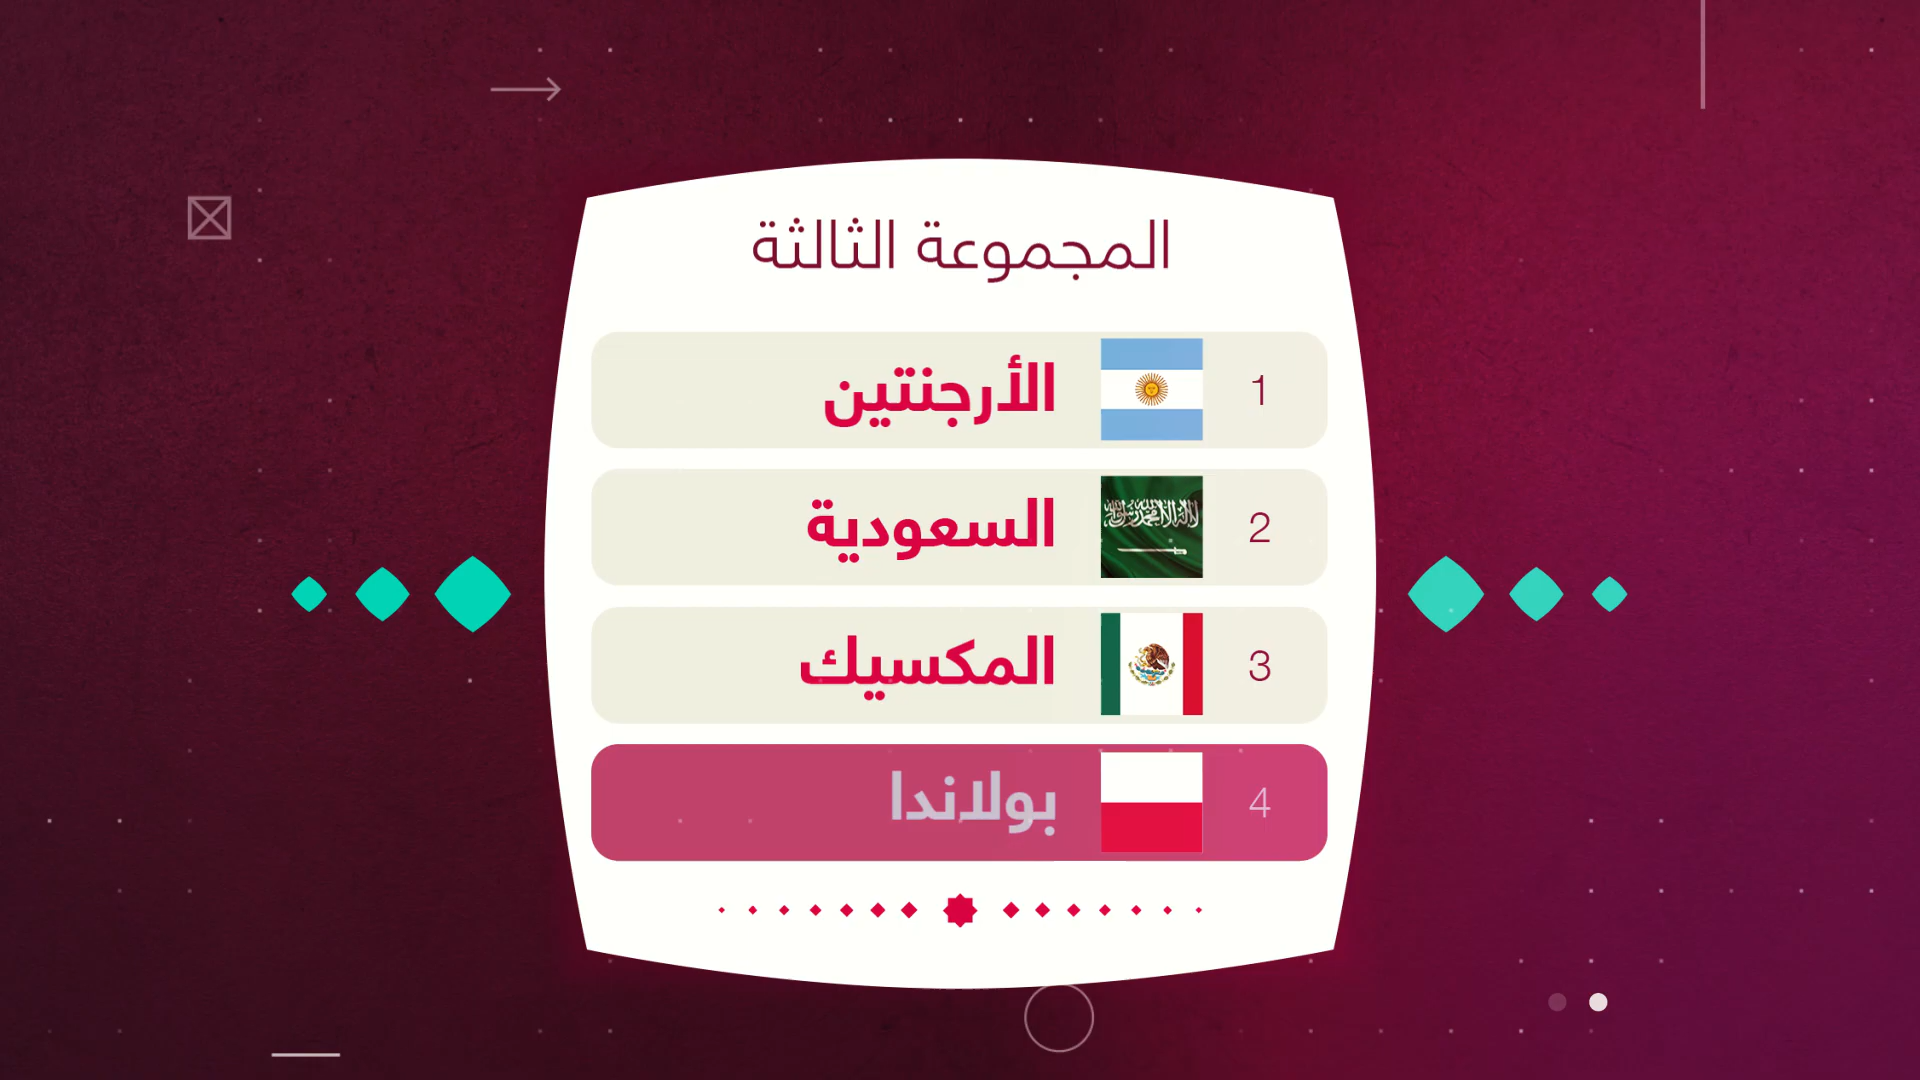 المجموعة الثالثة
1 الأرجنتين
2 السعودية
3 المكسيك
4 بولاندا